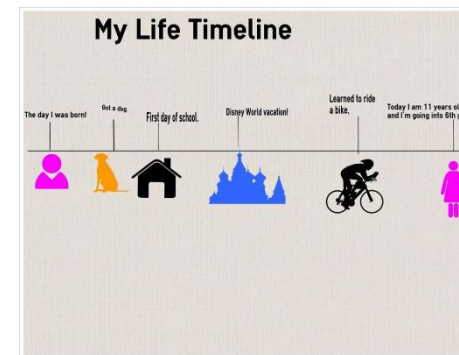 My Life Timeline
The day I was born!
Got a dog.
First day of school.
Disney World vacation!
Learned to ride
a bike.
Today I am 11 years ol
and I'm going into 6th g